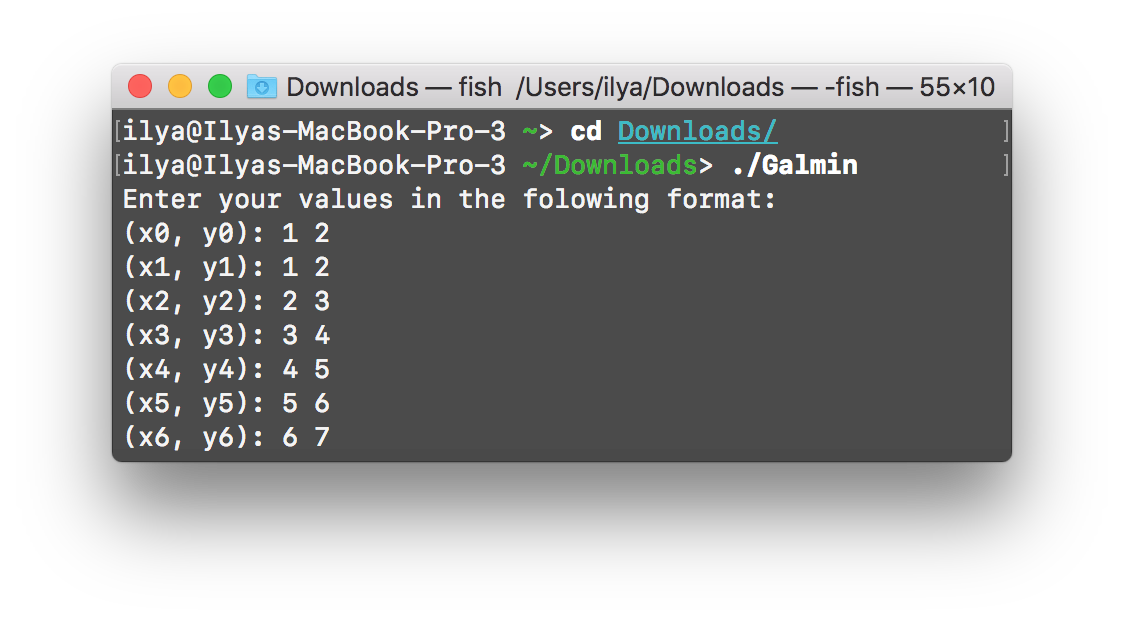 Downloads — fish /Users/ilya/Downloads — -fish — 55×10
[ilya@Ilyas-MacBook-Pro-3 ~> cd Downloads/ ]
[ilya@Ilyas-MacBook-Pro-3 ~/Downloads> ./Galmin ]
Enter your values in the folowing format:
(x0, y0): 1 2
(x1, y1): 1 2
(x2, y2): 2 3
(x3, y3): 3 4
(x4, y4): 4 5
(x5, y5): 5 6
(x6, y6): 6 7